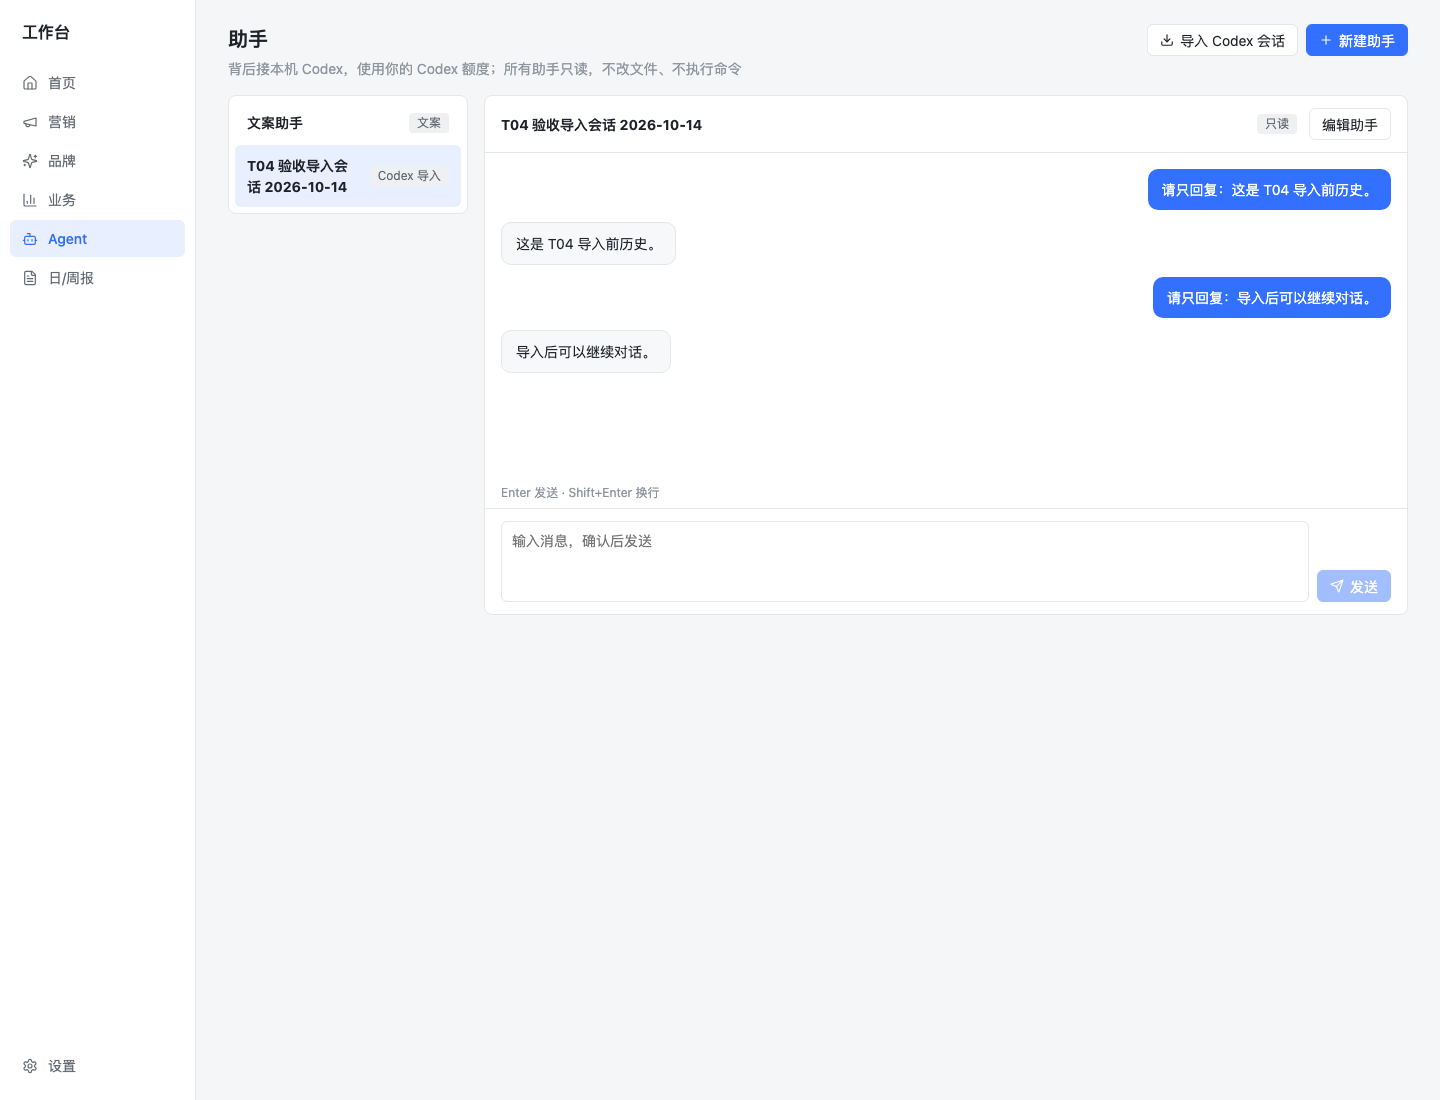 工作台
首页
营销
品牌
业务
Agent
日/周报
设置
助手
背后接本机 Codex，使用你的 Codex 额度；所有助手只读，不改文件、不执行命令
导入 Codex 会话
新建助手
文案助手
文案
T04 验收导入会
话 2026-10-14
Codex 导入
T04 验收导入会话 2026-10-14
只读
编辑助手
请只回复：这是 T04 导入前历史。
这是 T04 导入前历史。
请只回复：导入后可以继续对话。
导入后可以继续对话。
Enter 发送 · Shift+Enter 换行
输入消息，确认后发送
发送